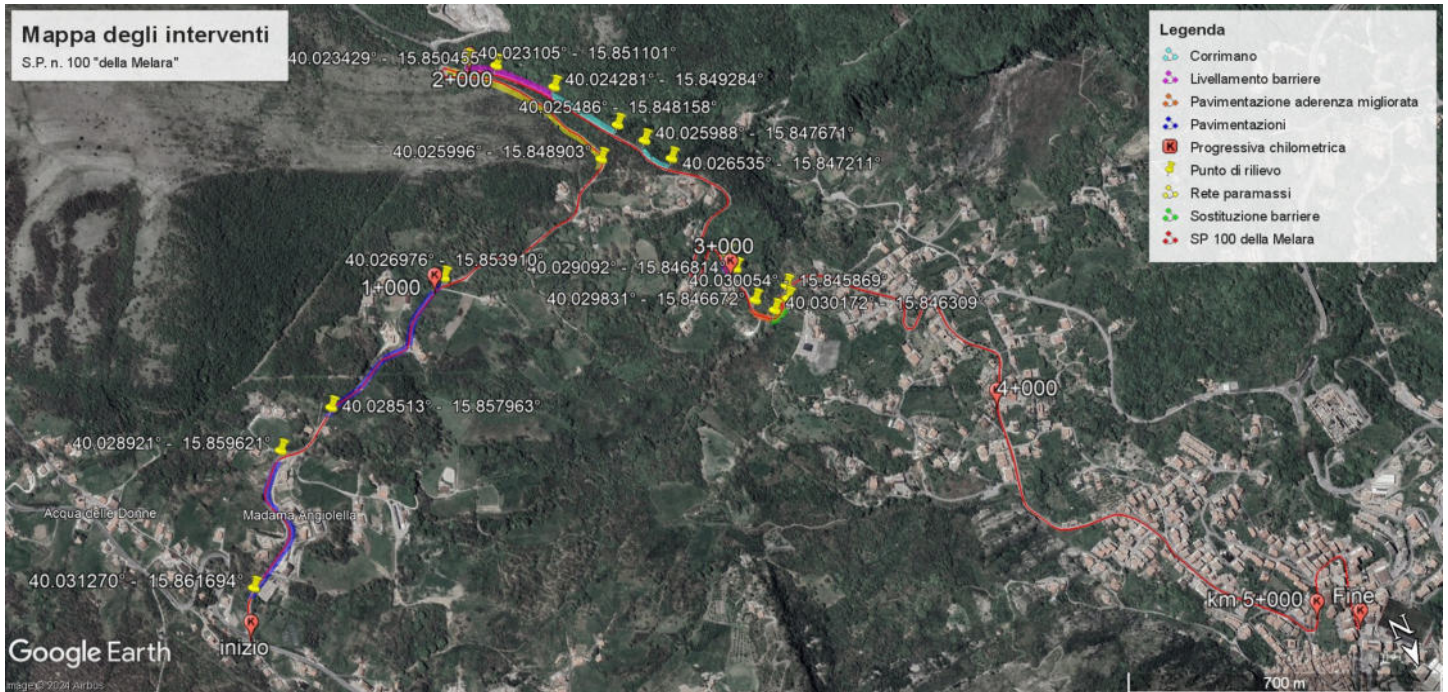 Mappa degli interventi
S.P. n. 100 "della Melara"
Legenda
Corrimano
Livellamento barriere
Pavimentazione aderenza migliorata
Pavimentazioni
Progressiva chilometrica
Punto di rilievo
Rete paramassi
Sostituzione barriere
SP 100 della Melara
40.023429° - 15.850455
40.023105° - 15.851101°
2+000
40.024281° - 15.849284°
40.025486° - 15.848158°
40.025988° - 15.847671°
40.025996° - 15.848903°
40.026535° - 15.847211°
3+000
40.026976° - 15.853910°
40.029092° - 15.846814°
1+000
40.030054° - 15.845869°
40.029831° - 15.846672°
40.030172° - 15.846309°
4+000
40.028513° - 15.857963°
40.028921° - 15.859621°
Acqua delle Donne
Madama Angiolella
40.031270° - 15.861694°
km 5+000
Fine
inizio
N
Google Earth
Image © 2024 Airbus
700 m